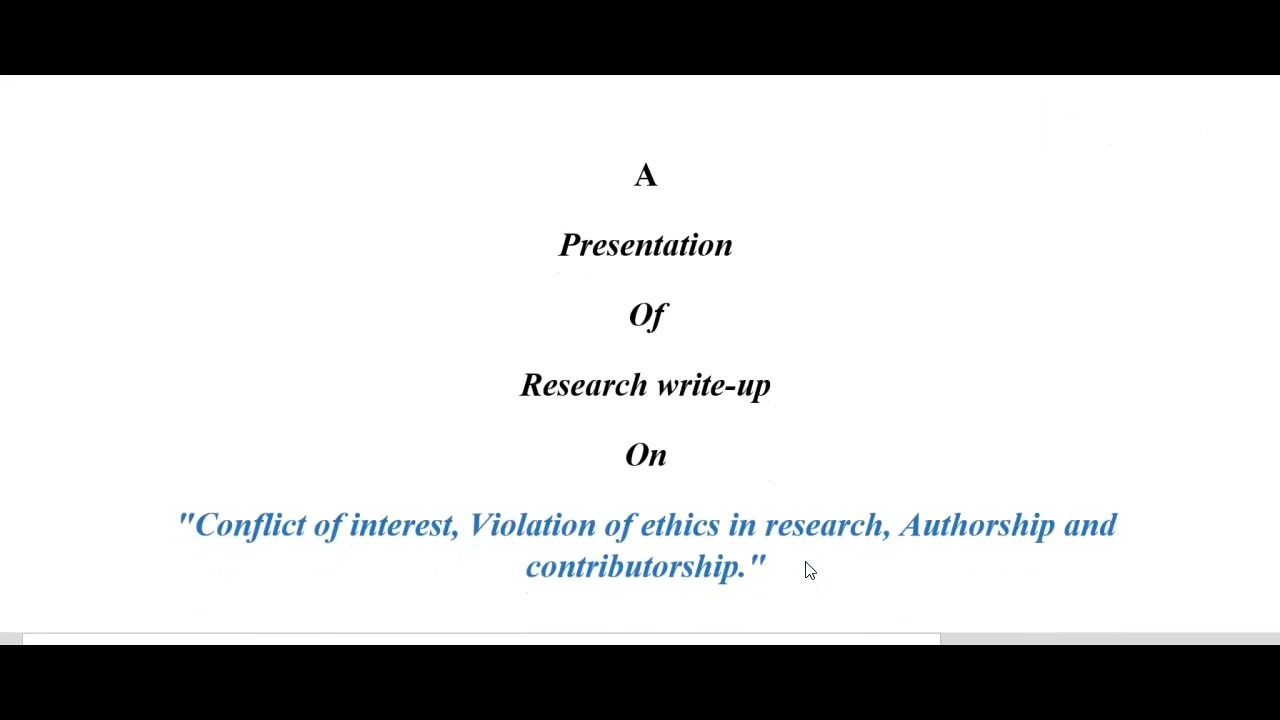 A
Presentation
Of
Research write-up
On
"Conflict of interest, Violation of ethics in research, Authorship and
contributorship."